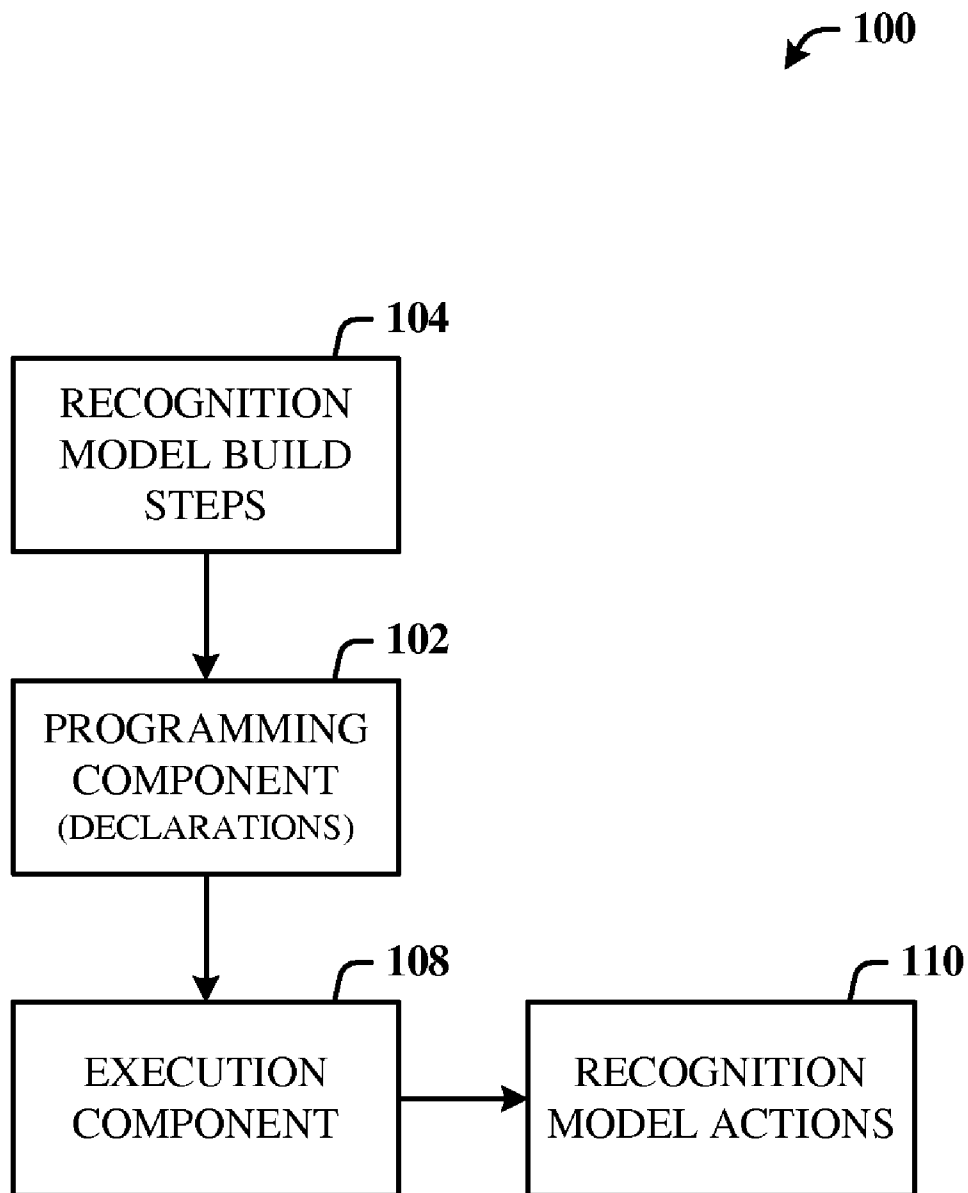 100
104
RECOGNITION
MODEL BUILD
STEPS
102
PROGRAMMING
COMPONENT
(DECLARATIONS)
108
EXECUTION
COMPONENT
110
RECOGNITION
MODEL ACTIONS